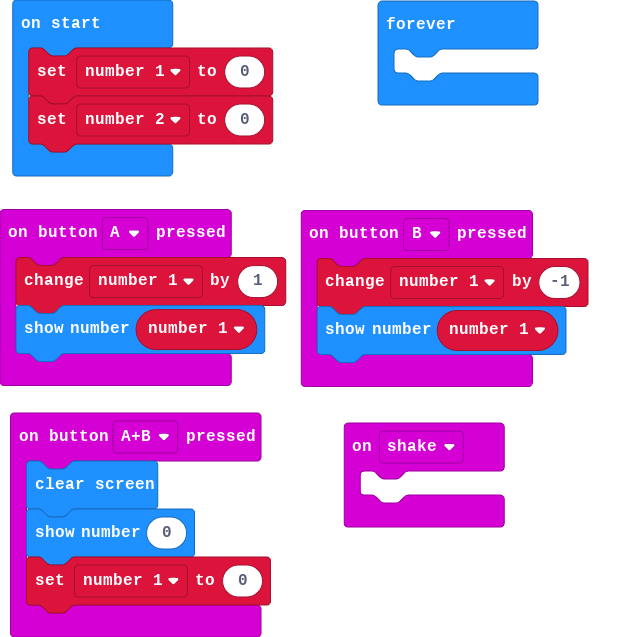 on start
set number 1 to 0
set number 2 to 0
forever
on button A pressed
change number 1 by 1
show number number 1
on button B pressed
change number 1 by -1
show number number 1
on button A+B pressed
clear screen
show number 0
set number 1 to 0
on shake